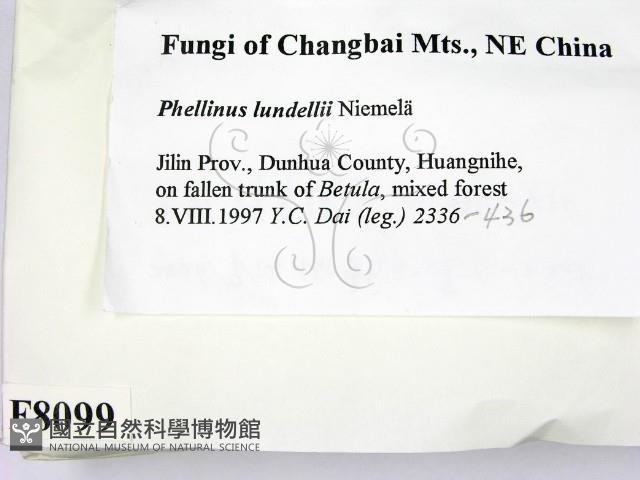 Fungi of Changbai Mts., NE China
Phellinus lundellii Niemelä
Jilin Prov., Dunhua County, Huangnihe,
on fallen trunk of Betula, mixed forest
8.VIII.1997 Y.C. Dai (leg.) 2336-436
F8099
國立自然科學博物館
NATIONAL MUSEUM OF NATURAL SCIENCE